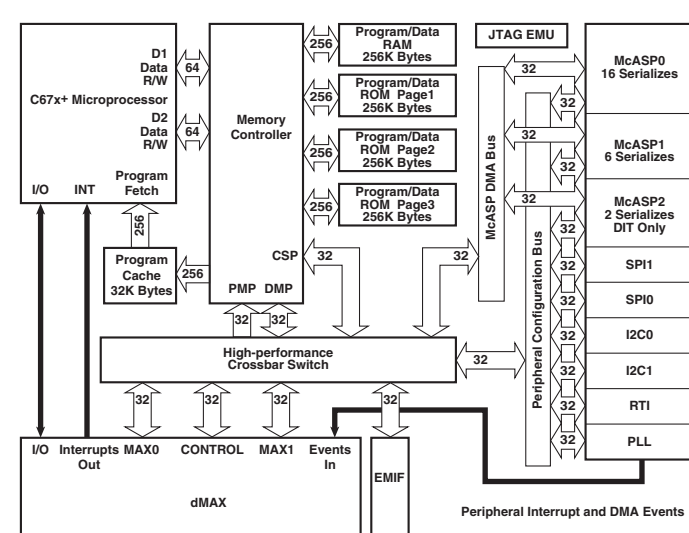 D1
Data
R/W
C67x+ Microprocessor
D2
Data
R/W
I/O
INT
Program
Fetch
64
64
256
Program
Cache
32K Bytes
256
Memory
Controller
CSP
PMP DMP
256
Program/Data
RAM
256K Bytes
256
Program/Data
ROM Page1
256K Bytes
256
Program/Data
ROM Page2
256K Bytes
256
Program/Data
ROM Page3
256K Bytes
32
32
32
32
High-performance
Crossbar Switch
32
32
32
32
32
I/O
Interrupts
Out
MAX0
CONTROL
MAX1
Events
In
dMAX
EMIF
JTAG EMU
McASP DMA Bus
Peripheral Configuration Bus
32
32
32
32
32
32
32
32
32
32
32
32
McASP0
16 Serializes
McASP1
6 Serializes
McASP2
2 Serializes
DIT Only
SPI1
SPI0
I2C0
I2C1
RTI
PLL
Peripheral Interrupt and DMA Events